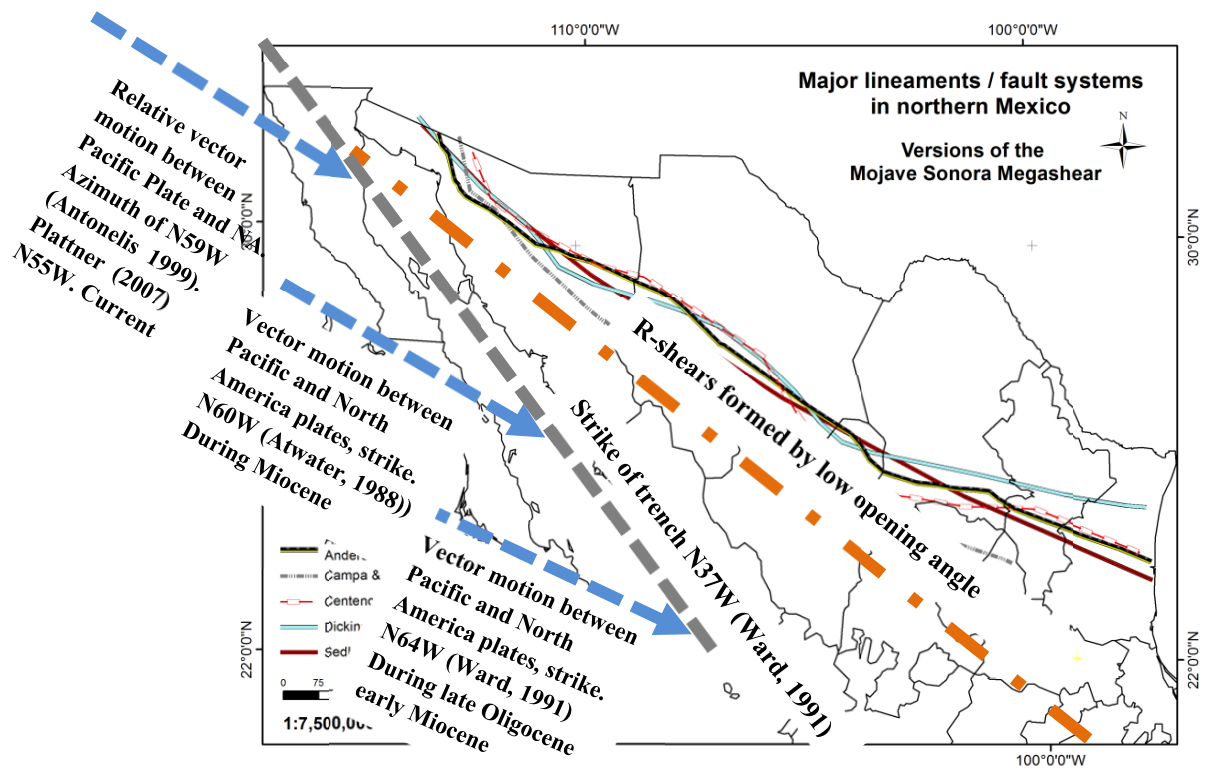 110°0'0"W
100°0'0"W
Major lineaments / fault systems
in northern Mexico
Versions of the
Mojave Sonora Megashear
N
Relative vector
motion between
Pacific Plate and NA
Azimuth of N59W
(Antonelis 1999).
Plattner (2007)
N55W. Current
0°0'0"N
30°0'0"N
Vector motion between
Pacific and North
America plates, strike.
N60W (Atwater, 1988))
During Miocene
R-shears formed by low opening angle
Strike of trench N37W (Ward, 1991)
Vector motion between
Pacific and North
America plates, strike.
N64W (Ward, 1991)
During late Oligocene
early Miocene
Anders
Campa &
Centeno
Dickin
Sedl
22°0'0"N
22°0'0"N
0 75
1:7,500,00
100°0'0"W